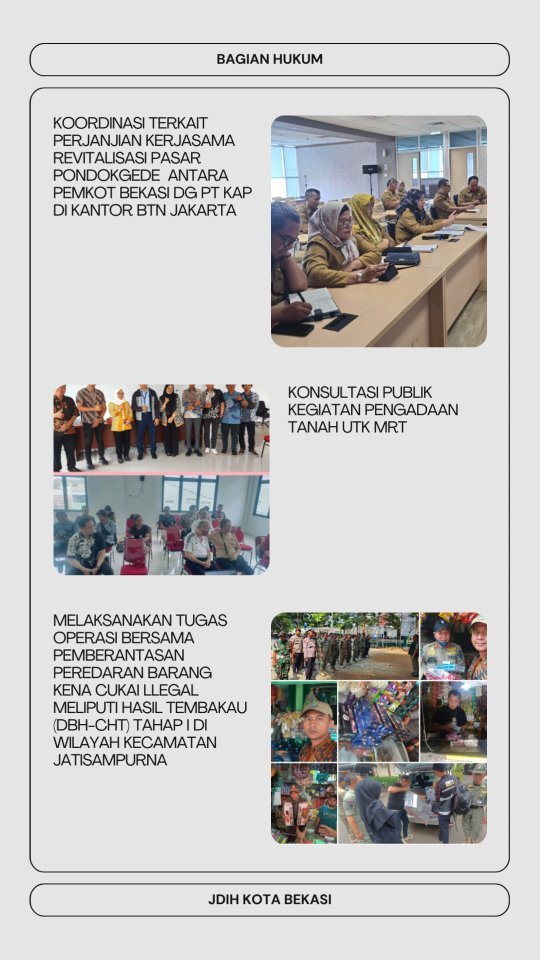 BAGIAN HUKUM
KOORDINASI TERKAIT
PERJANJIAN KERJASAMA
REVITALISASI PASAR
PONDOKGEDE ANTARA
PEMKOT BEKASI DG PT KAP
DI KANTOR BTN JAKARTA
KONSULTASI PUBLIK
KEGIATAN PENGADAAN
TANAH UTK MRT
MELAKSANAKAN TUGAS
OPERASI BERSAMA
PEMBERANTASAN
PEREDARAN BARANG
KENA CUKAI LLEGAL
MELIPUTI HASIL TEMBAKAU
(DBH-CHT) TAHAP I DI
WILAYAH KECAMATAN
JATISAMPURNA
JDIH KOTA BEKASI